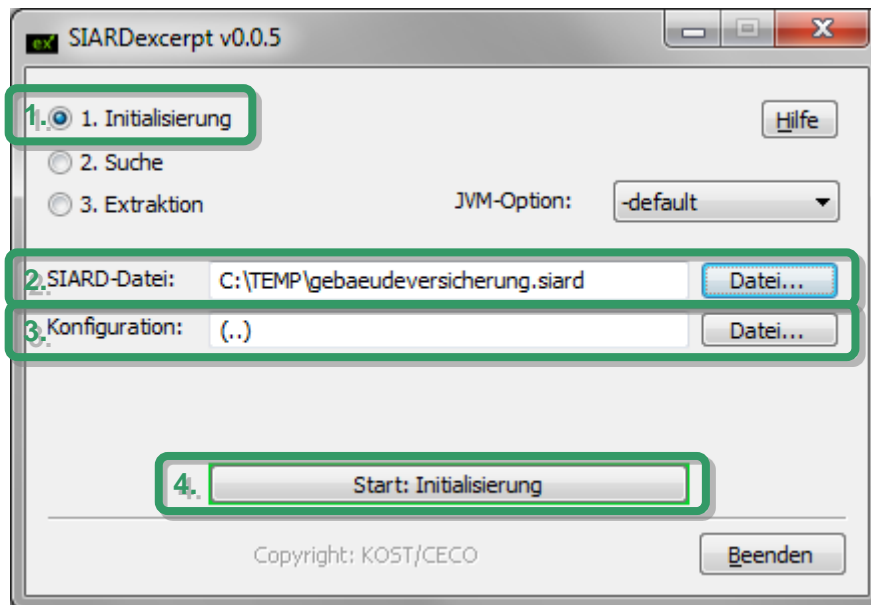 ex SIARDexcerpt v0.0.5
1. 1. Initialisierung
Hilfe
2. Suche
3. Extraktion
JVM-Option: -default
2. SIARD-Datei: C:\TEMP\gebaeudeversicherung.siard Datei...
3. Konfiguration: (..) Datei...
4. Start: Initialisierung
Copyright: KOST/CECO
Beenden